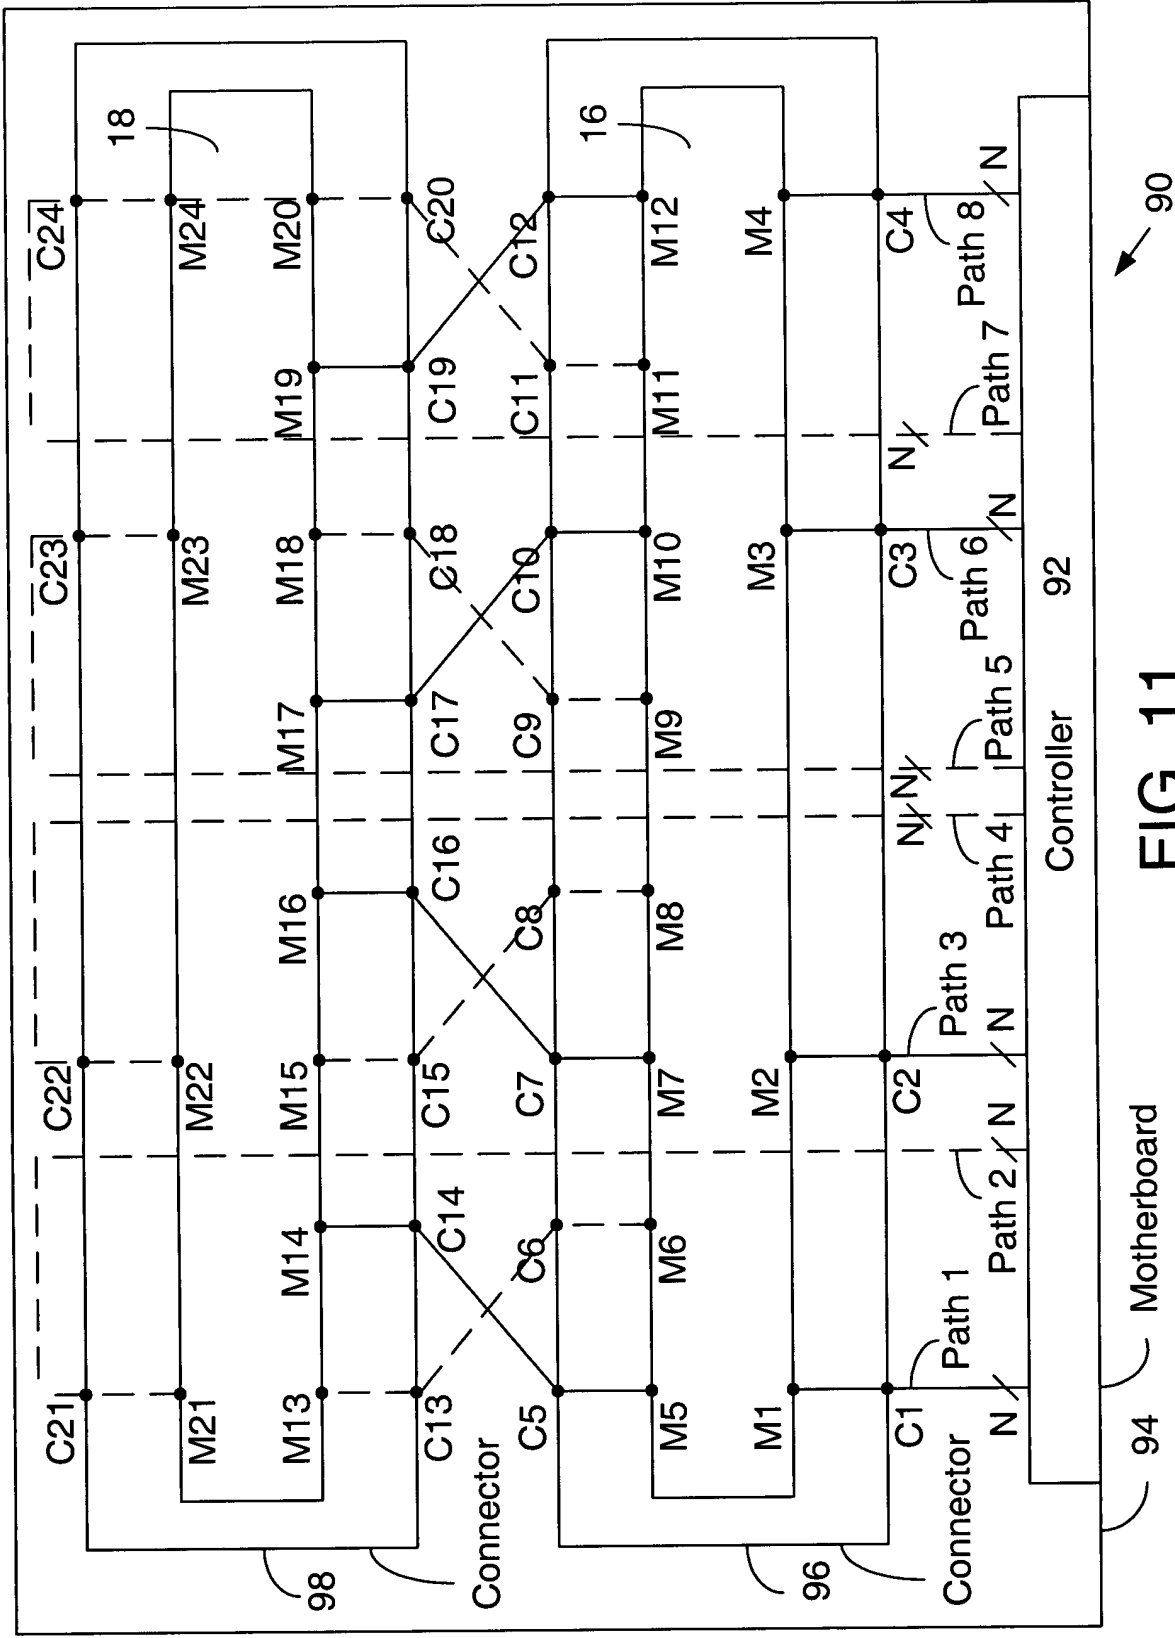 C21
C22
C23
C24
M21
M22
M23
M24
18
M13
M14
M15
M16
M17
M18
M19
M20
C13
C14
C15
C16
C17
C18
C19
C20
98
Connector
C5
C6
C7
C8
C9
C10
C11
C12
M5
M6
M7
M8
M9
M10
M11
M12
16
M1
M2
M3
M4
C1
C2
C3
C4
96
Connector
N
Path 1
N
Path 2
N
Path 3
N
Path 4
N
Path 5
N
Path 6
N
Path 7
N
Path 8
Controller
92
94
Motherboard
90
FIG. 11